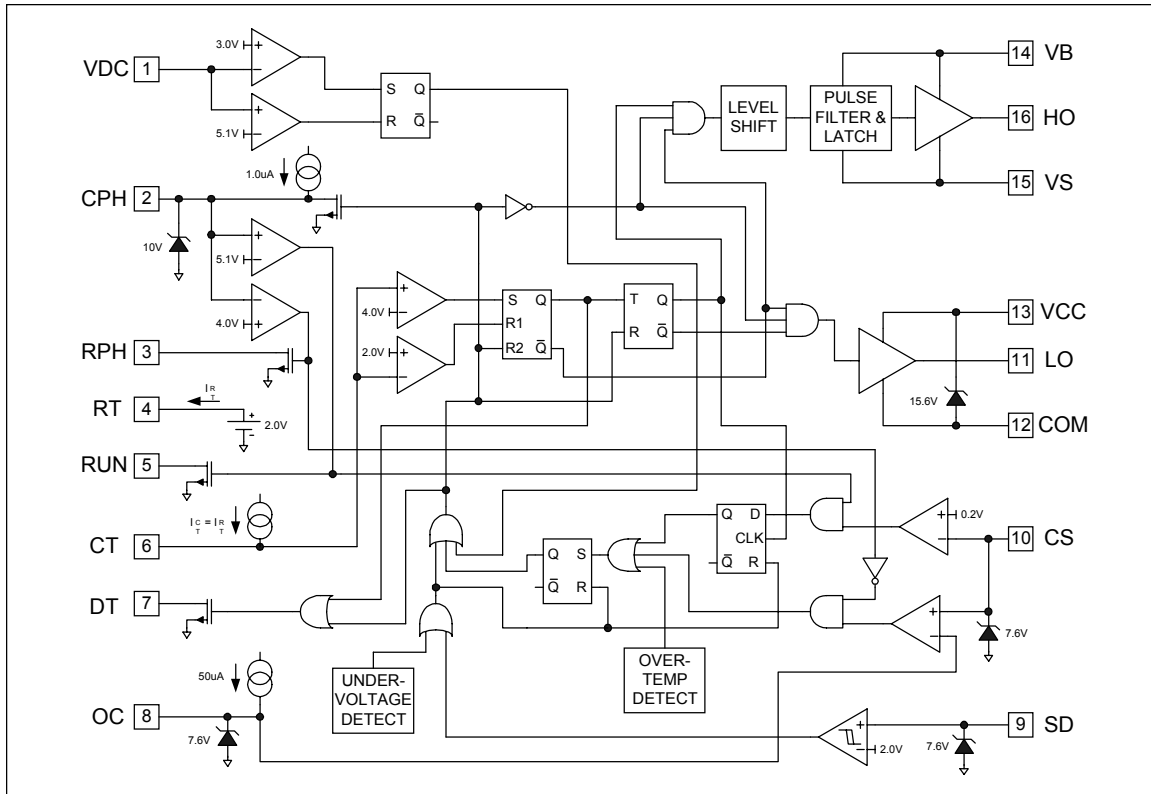 VDC 1
3.0V
5.1V
S Q
R Q
CPH 2
1.0uA
10V
5.1V
4.0V
RPH 3
RT 4
IRT
2.0V
RUN 5
ICT = IRT
CT 6
DT 7
50uA
OC 8
7.6V
4.0V
2.0V
S Q
R1
R2 Q
T Q
R Q
LEVEL
SHIFT
PULSE
FILTER &
LATCH
14 VB
16 HO
15 VS
13 VCC
11 LO
15.6V
12 COM
Q D
CLK
Q R
Q S
Q R
0.2V
10 CS
7.6V
UNDER-
VOLTAGE
DETECT
OVER-
TEMP
DETECT
2.0V
7.6V
9 SD